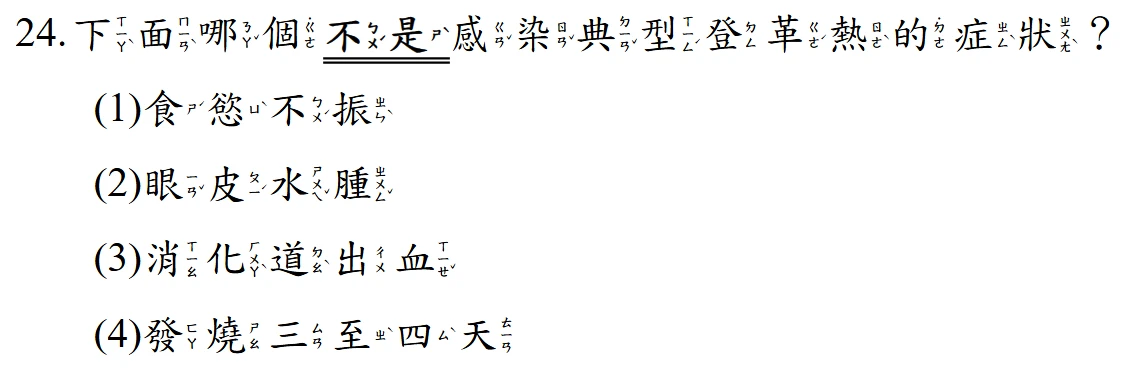 24.下面哪個不是感染典型登革熱的症狀？
(1)食慾不振
(2)眼皮水腫
(3)消化道出血
(4)發燒三至四天